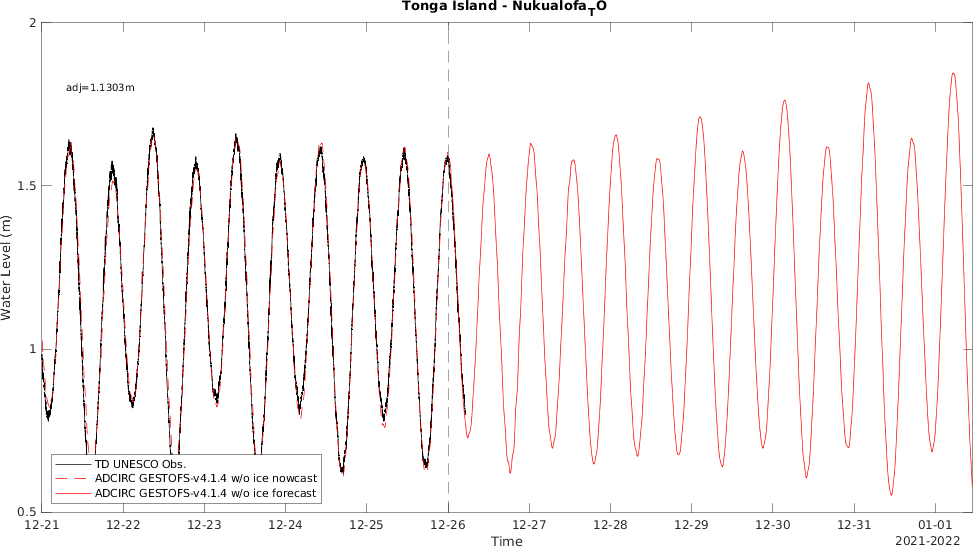 Tonga Island - NukualofaTO
2
adj=1.1303m
1.5
Water Level (m)
1
TD UNESCO Obs.
ADCIRC GESTOFS-v4.1.4 w/o ice nowcast
ADCIRC GESTOFS-v4.1.4 w/o ice forecast
0.5
12-21 12-22 12-23 12-24 12-25 12-26 12-27 12-28 12-29 12-30 12-31 01-01
Time
2021-2022